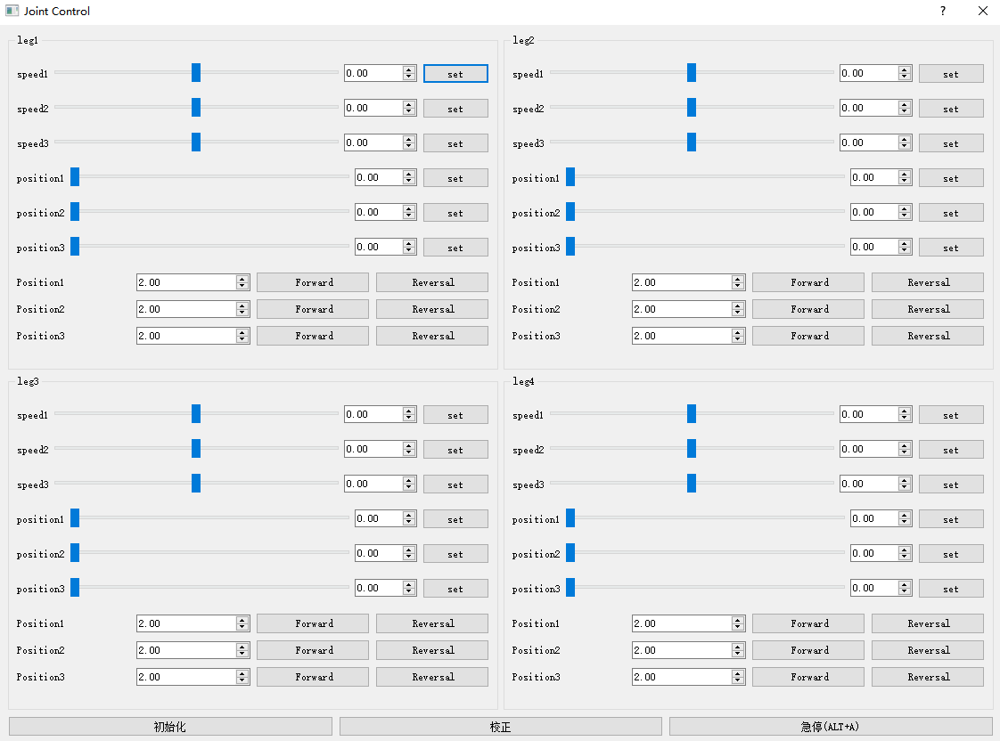 Joint Control ?
leg1
speed1 0.00 set
speed2 0.00 set
speed3 0.00 set
position1 0.00 set
position2 0.00 set
position3 0.00 set
Position1 2.00 Forward Reversal
Position2 2.00 Forward Reversal
Position3 2.00 Forward Reversal
leg2
speed1 0.00 set
speed2 0.00 set
speed3 0.00 set
position1 0.00 set
position2 0.00 set
position3 0.00 set
Position1 2.00 Forward Reversal
Position2 2.00 Forward Reversal
Position3 2.00 Forward Reversal
leg3
speed1 0.00 set
speed2 0.00 set
speed3 0.00 set
position1 0.00 set
position2 0.00 set
position3 0.00 set
Position1 2.00 Forward Reversal
Position2 2.00 Forward Reversal
Position3 2.00 Forward Reversal
leg4
speed1 0.00 set
speed2 0.00 set
speed3 0.00 set
position1 0.00 set
position2 0.00 set
position3 0.00 set
Position1 2.00 Forward Reversal
Position2 2.00 Forward Reversal
Position3 2.00 Forward Reversal
初始化 校正 急停(ALT+A)